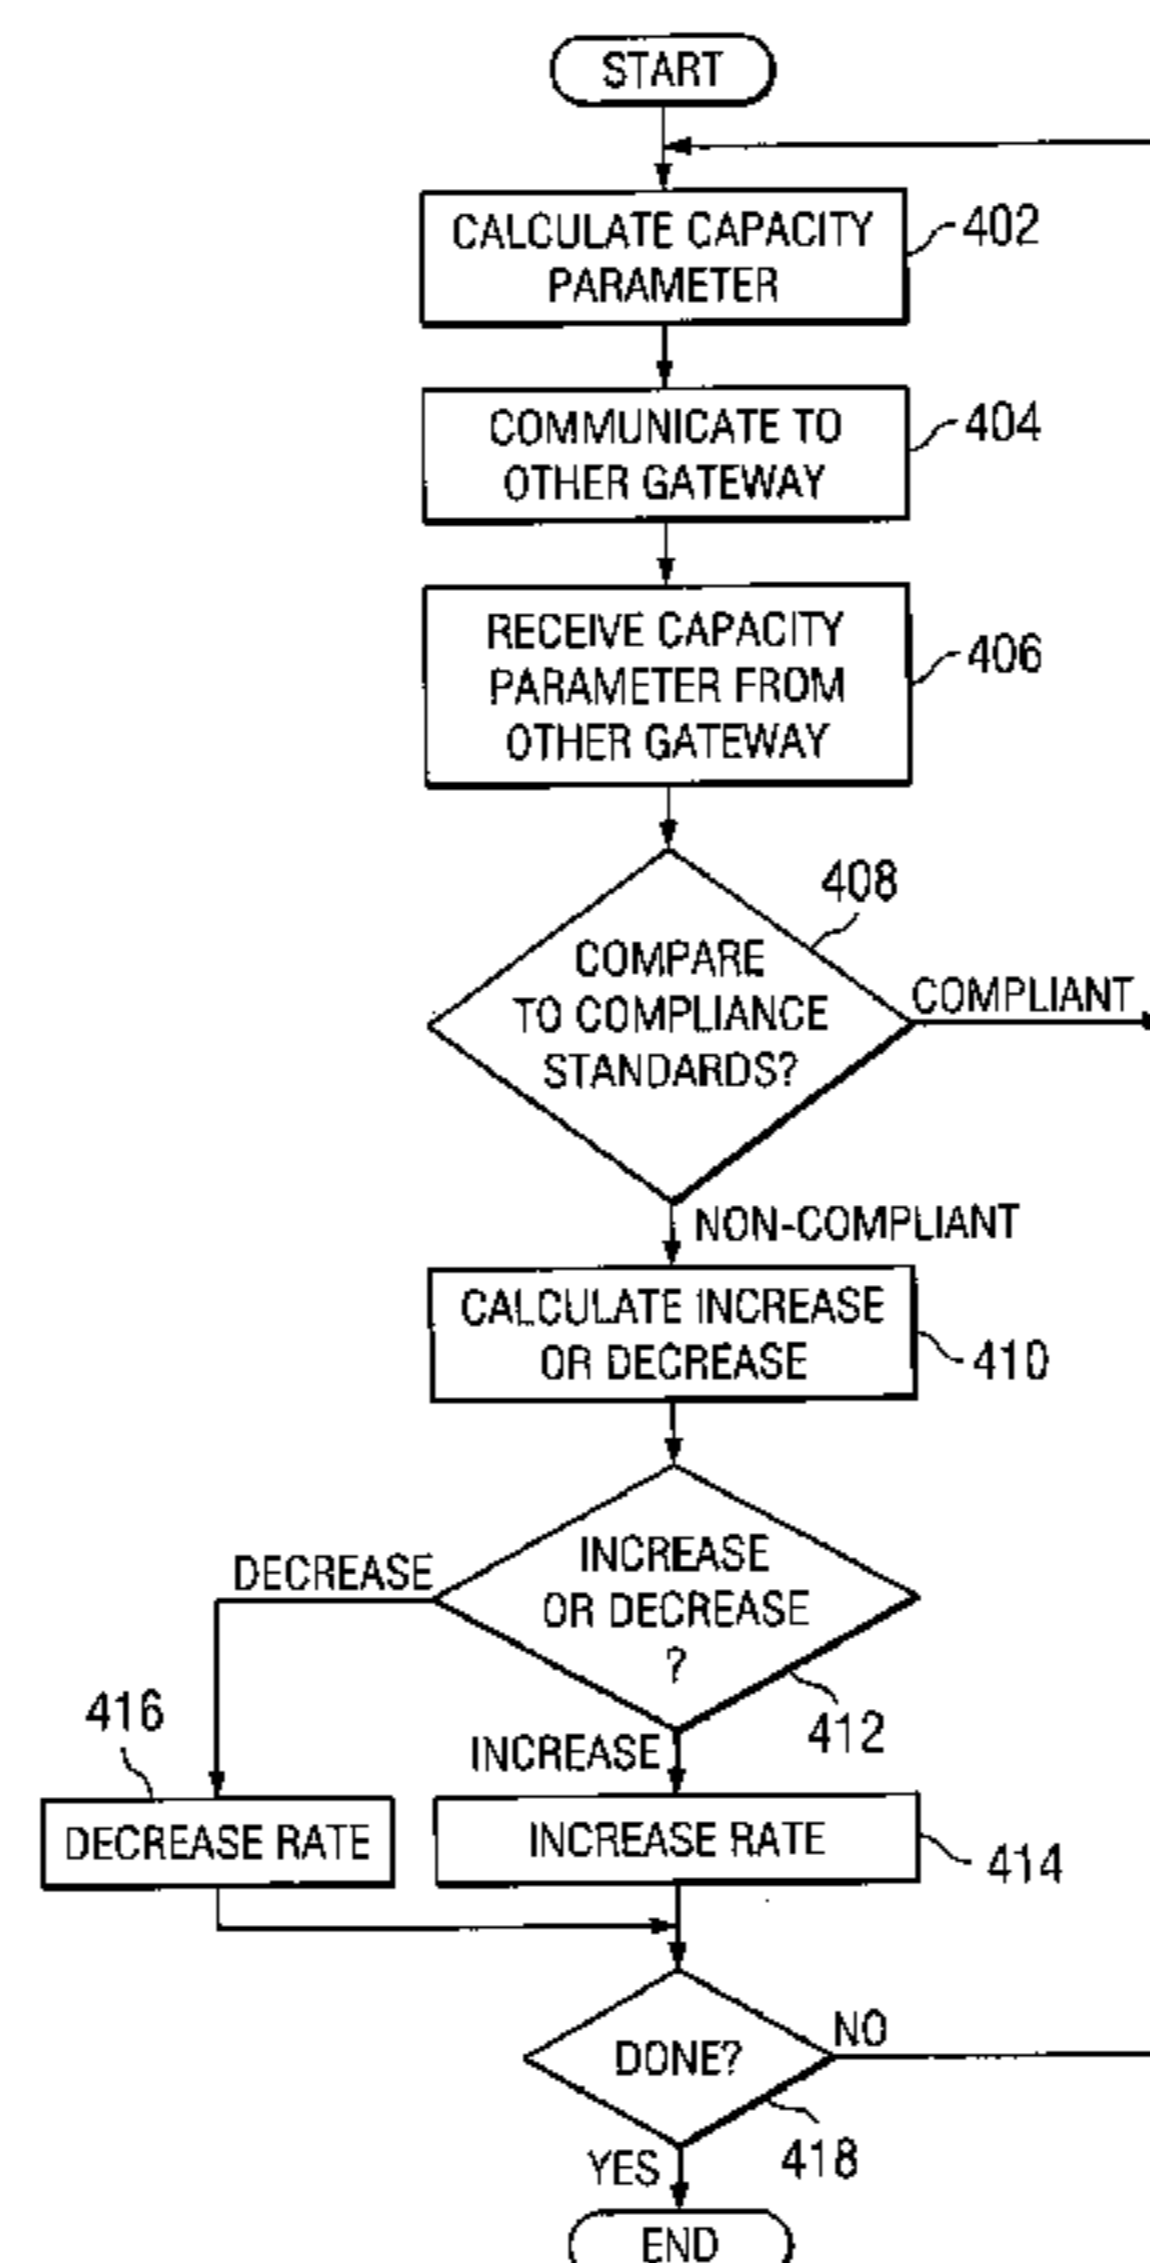 START
CALCULATE CAPACITY
PARAMETER
402
COMMUNICATE TO
OTHER GATEWAY
404
RECEIVE CAPACITY
PARAMETER FROM
OTHER GATEWAY
406
408
COMPARE
TO COMPLIANCE
STANDARDS?
COMPLIANT
NON-COMPLIANT
CALCULATE INCREASE
OR DECREASE
410
DECREASE
INCREASE
OR DECREASE
?
412
416
INCREASE
DECREASE RATE
INCREASE RATE
414
DONE?
NO
418
YES
END